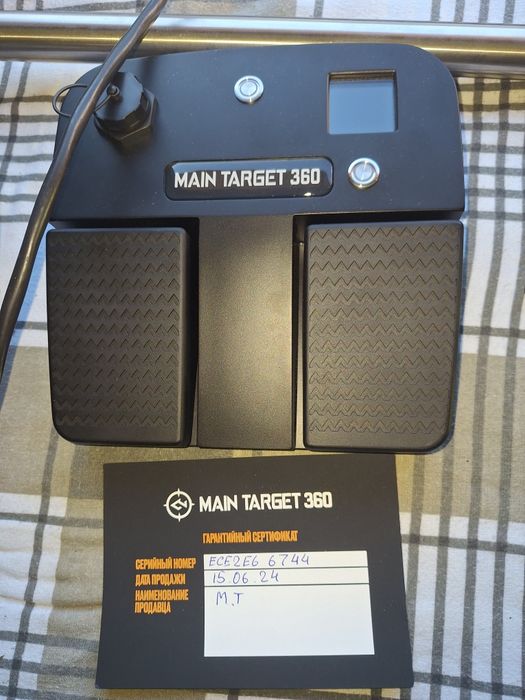 MAIN TARGET 360
MAIN TARGET 360
ГАРАНТИЙНЫЙ СЕРТИФИКАТ
СЕРИЙНЫЙ НОМЕР ECE2E6 6744
ДАТА ПРОДАЖИ 15.06.24
НАИМЕНОВАНИЕ ПРОДАВЦА M.T